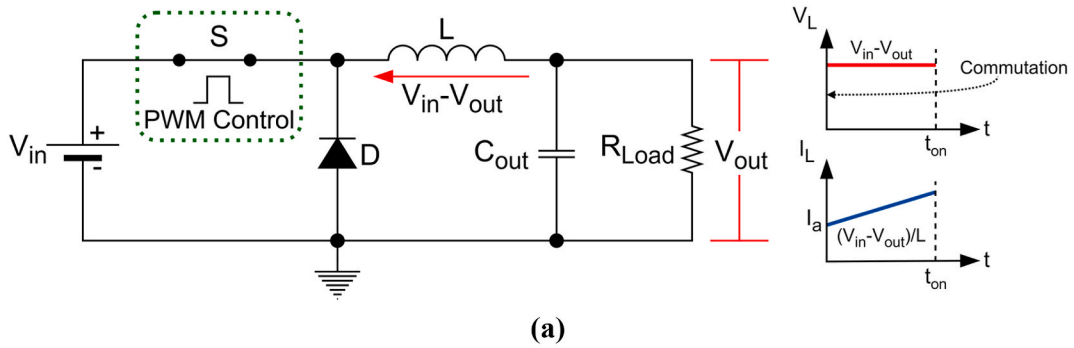 S
PWM Control
V_in
+
-
D
L
V_in-V_out
C_out
R_Load
V_out
V_L
V_in-V_out
Commutation
t
t_on
I_L
I_a
(V_in-V_out)/L
t
t_on
(a)